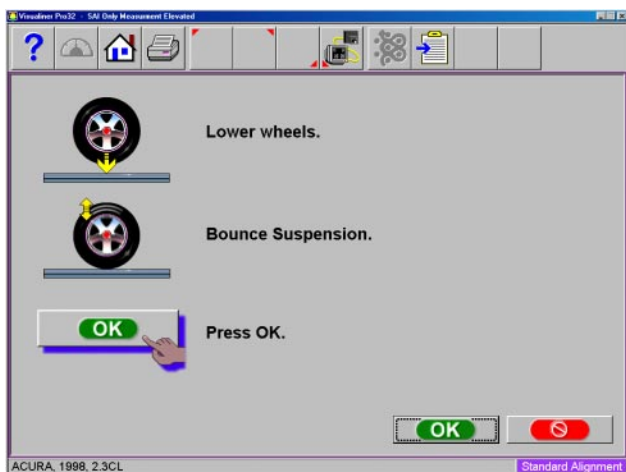 Visualiner Pro32 - SAI Only Measurment Elevated
?
Lower wheels.
Bounce Suspension.
OK
Press OK.
OK
ACURA, 1998, 2.3CL
Standard Alignment